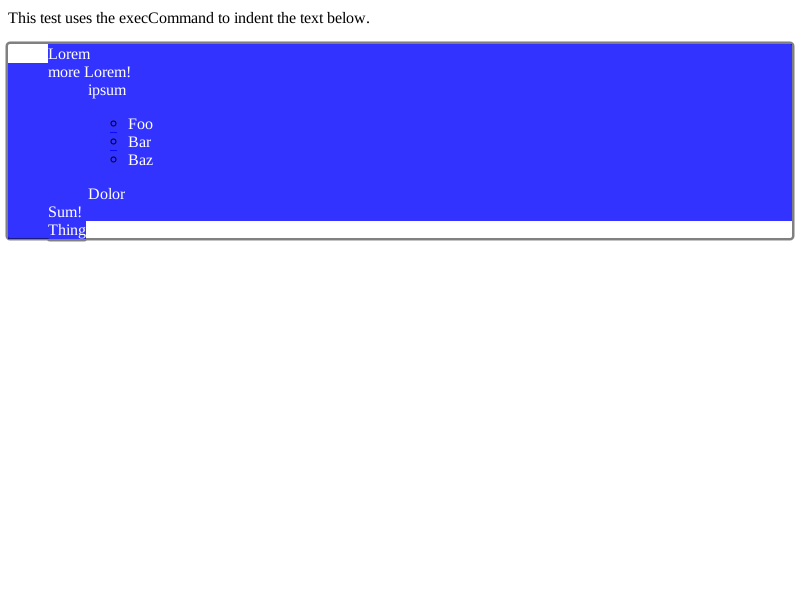 This test uses the execCommand to indent the text below.
Lorem
more Lorem!
ipsum
Foo
Bar
Baz
Dolor
Sum!
Thing